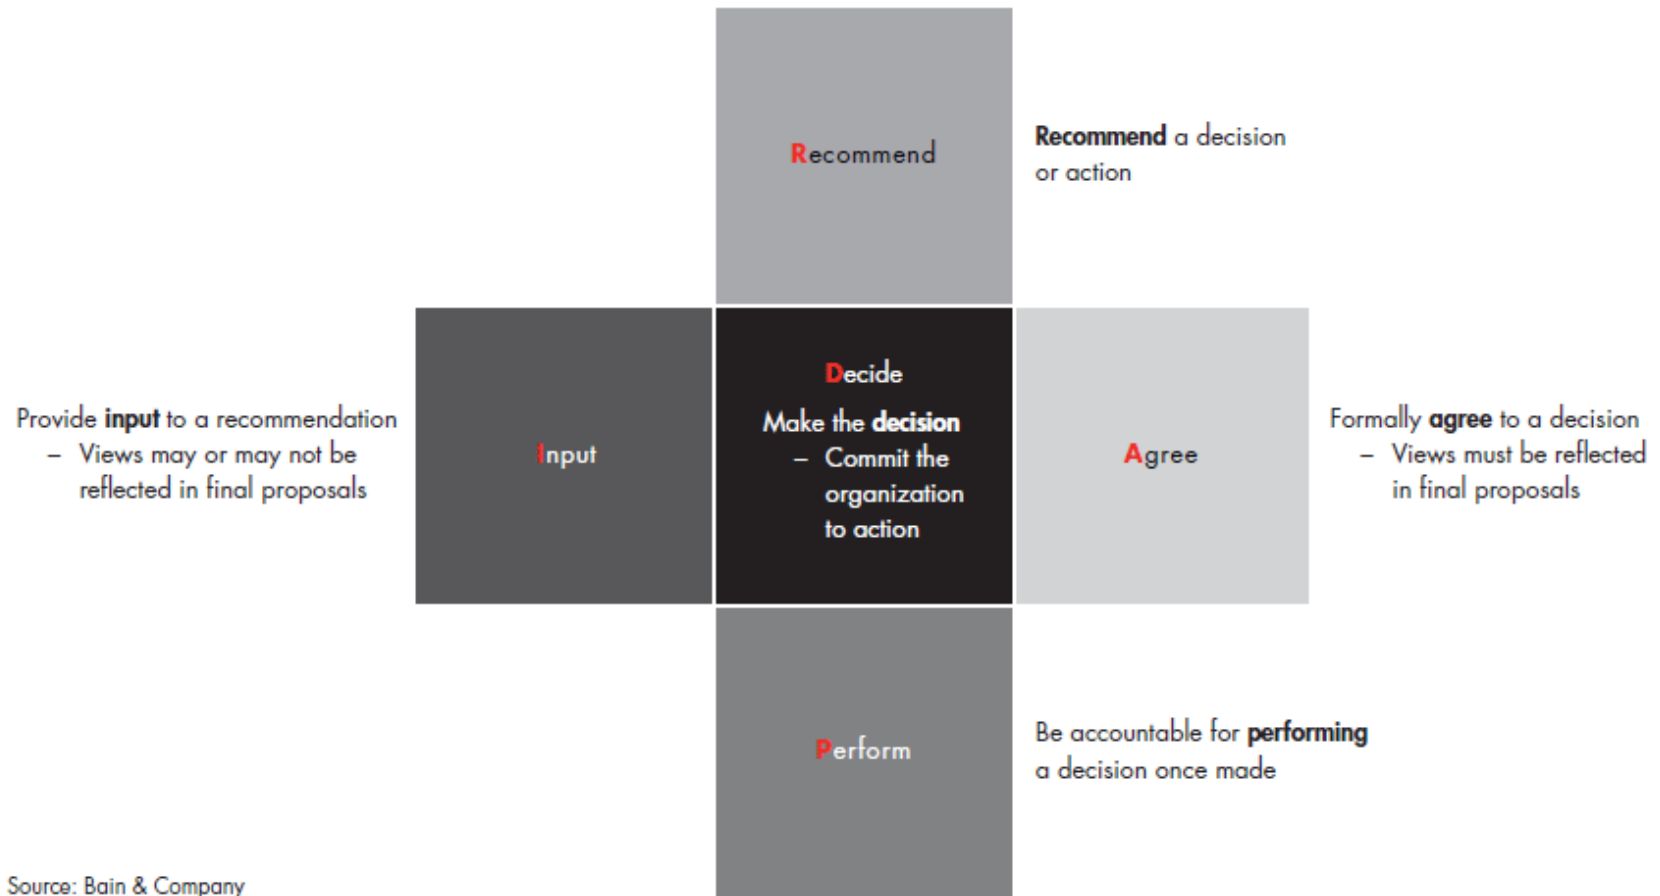 Recommend
Recommend a decision
or action
Provide input to a recommendation
– Views may or may not be
reflected in final proposals
Input
Decide
Make the decision
– Commit the
organization
to action
Agree
Formally agree to a decision
– Views must be reflected
in final proposals
Perform
Be accountable for performing
a decision once made
Source: Bain & Company